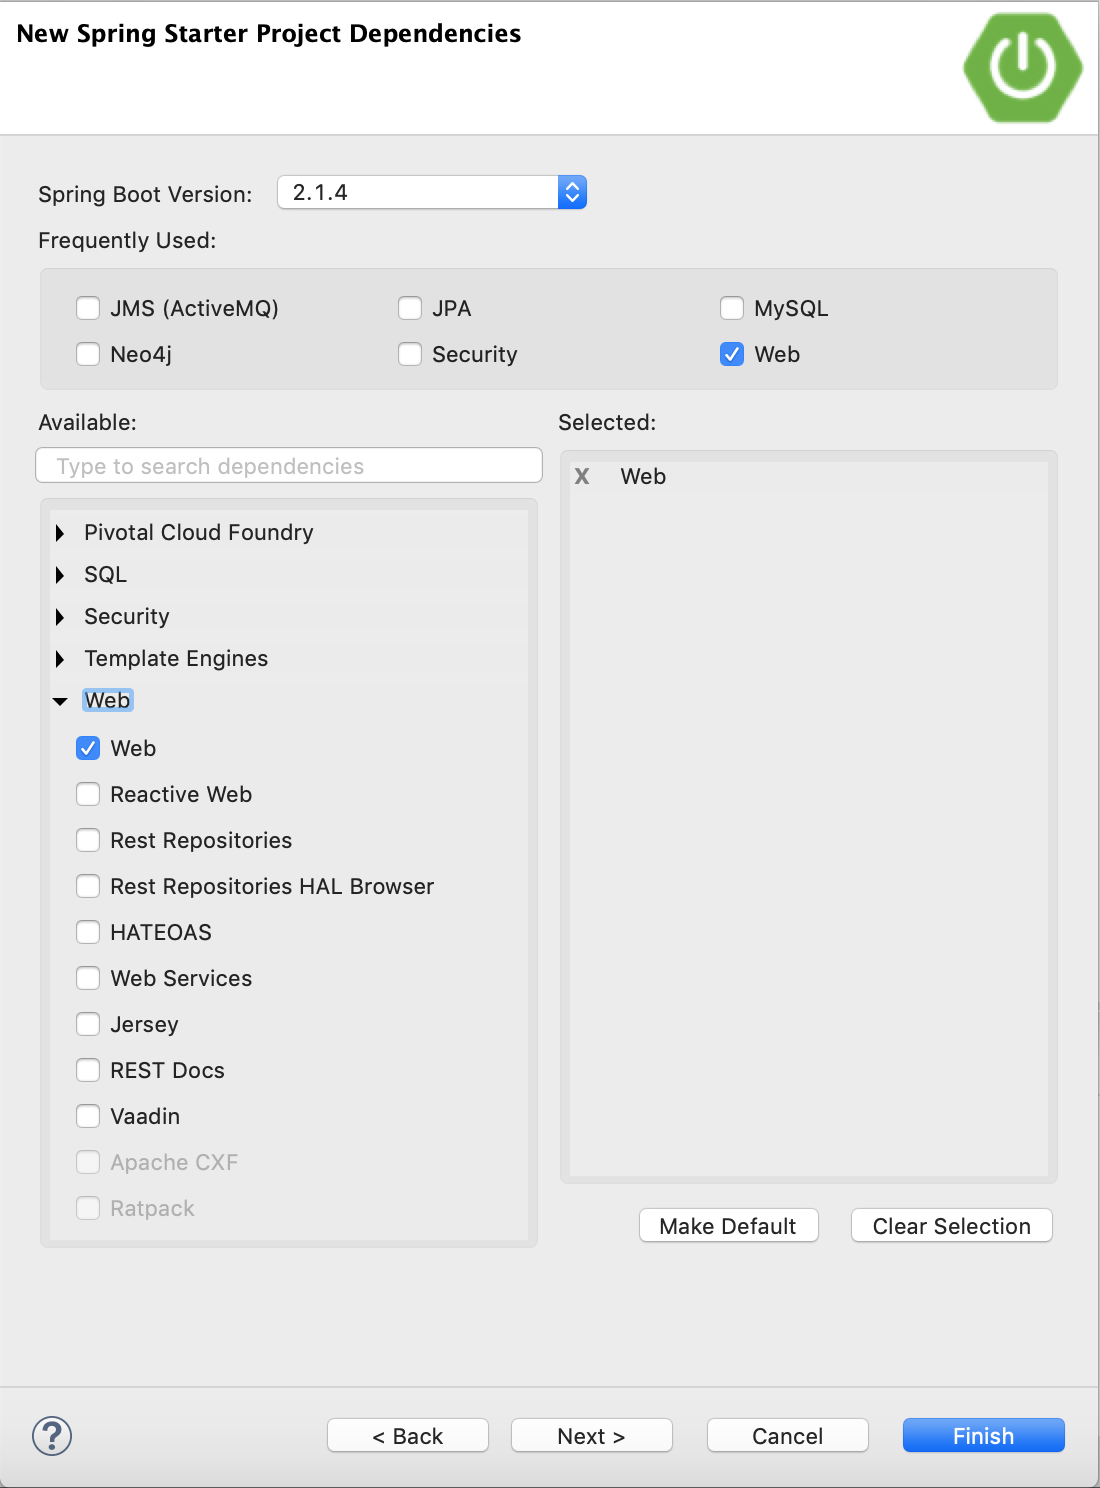 New Spring Starter Project Dependencies
Spring Boot Version: 2.1.4
Frequently Used:
JMS (ActiveMQ) JPA MySQL
Neo4j Security Web
Available: Selected:
Type to search dependencies
X Web
Pivotal Cloud Foundry
SQL
Security
Template Engines
Web
Web
Reactive Web
Rest Repositories
Rest Repositories HAL Browser
HATEOAS
Web Services
Jersey
REST Docs
Vaadin
Apache CXF
Ratpack
Make Default Clear Selection
? < Back Next > Cancel Finish